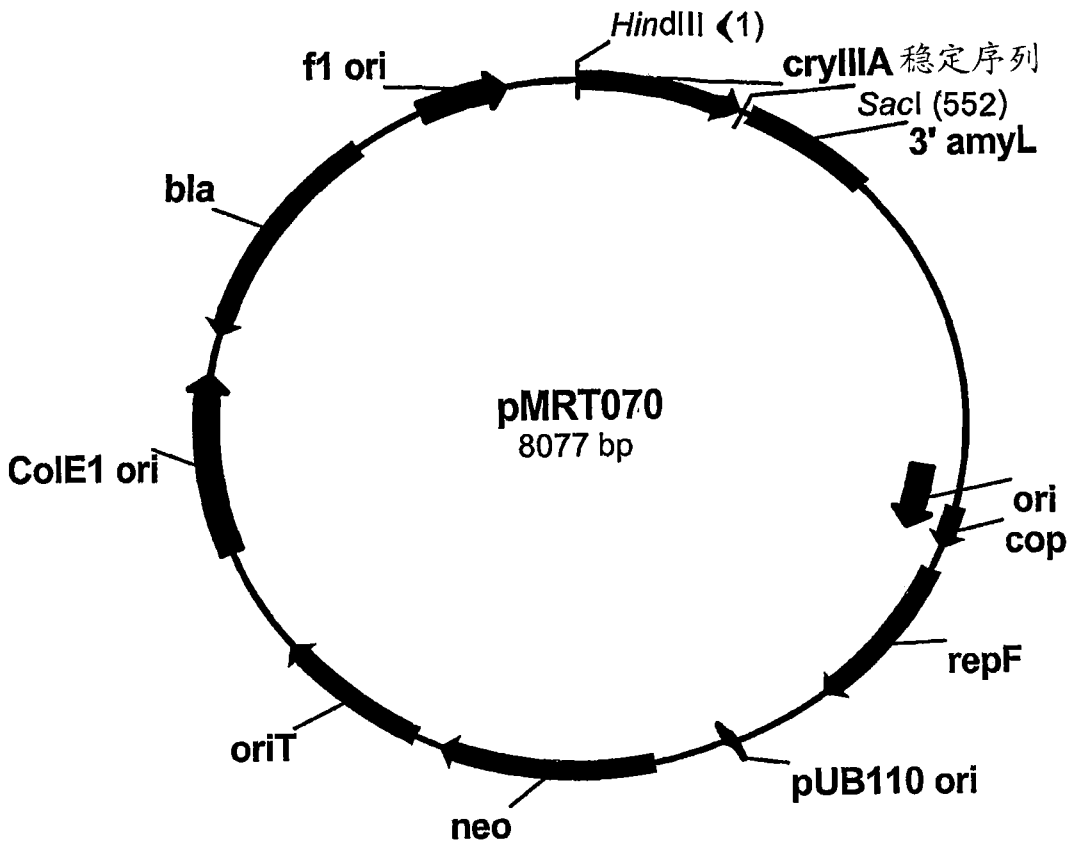 HindIII (1)
f1 ori
cryIIIA 稳定序列
SacI (552)
3' amyL
bla
pMRT070
8077 bp
ColE1 ori
ori
cop
repF
oriT
pUB110 ori
neo